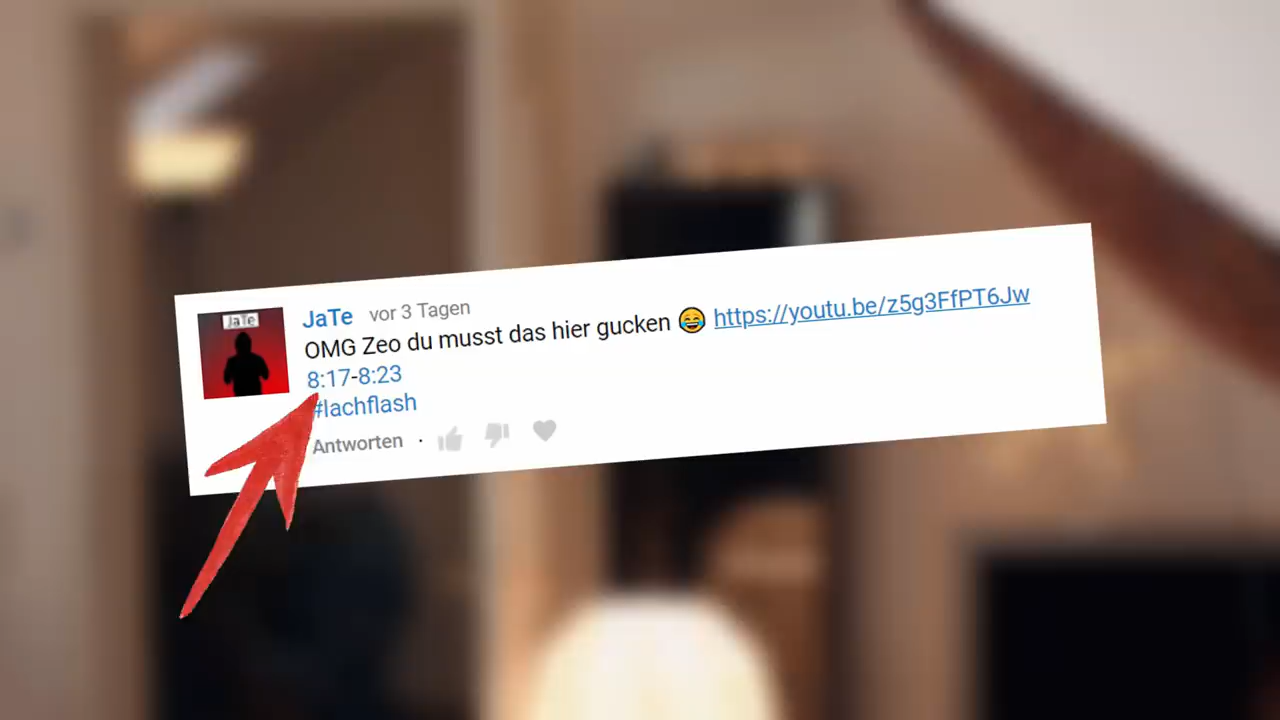 JaTe
JaTe vor 3 Tagen
OMG Zeo du musst das hier gucken 😂 https://youtu.be/z5g3FfPT6Jw
8:17-8:23
#lachflash
Antworten ·